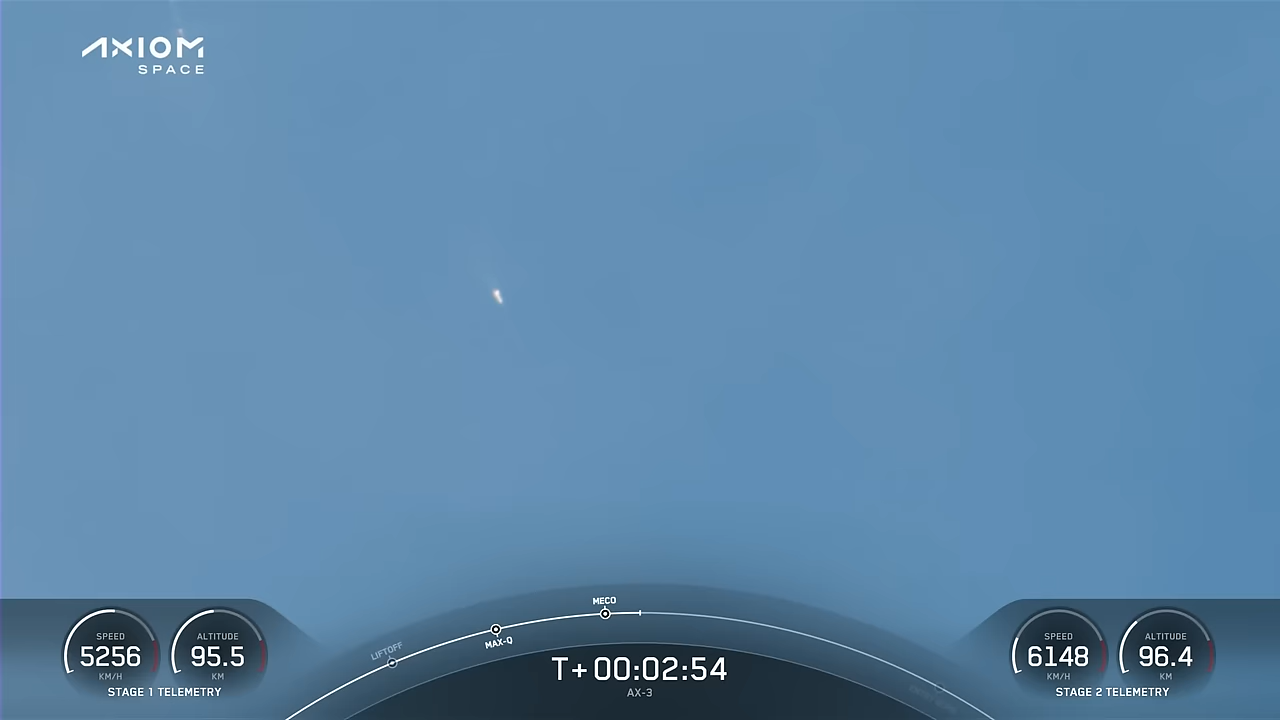 AXIOM
SPACE
MECO
MAX-Q
LIFTOFF
SPEED
5256
KM/H
ALTITUDE
95.5
KM
STAGE 1 TELEMETRY
T+00:02:54
AX-3
SPEED
6148
KM/H
ALTITUDE
96.4
KM
STAGE 2 TELEMETRY